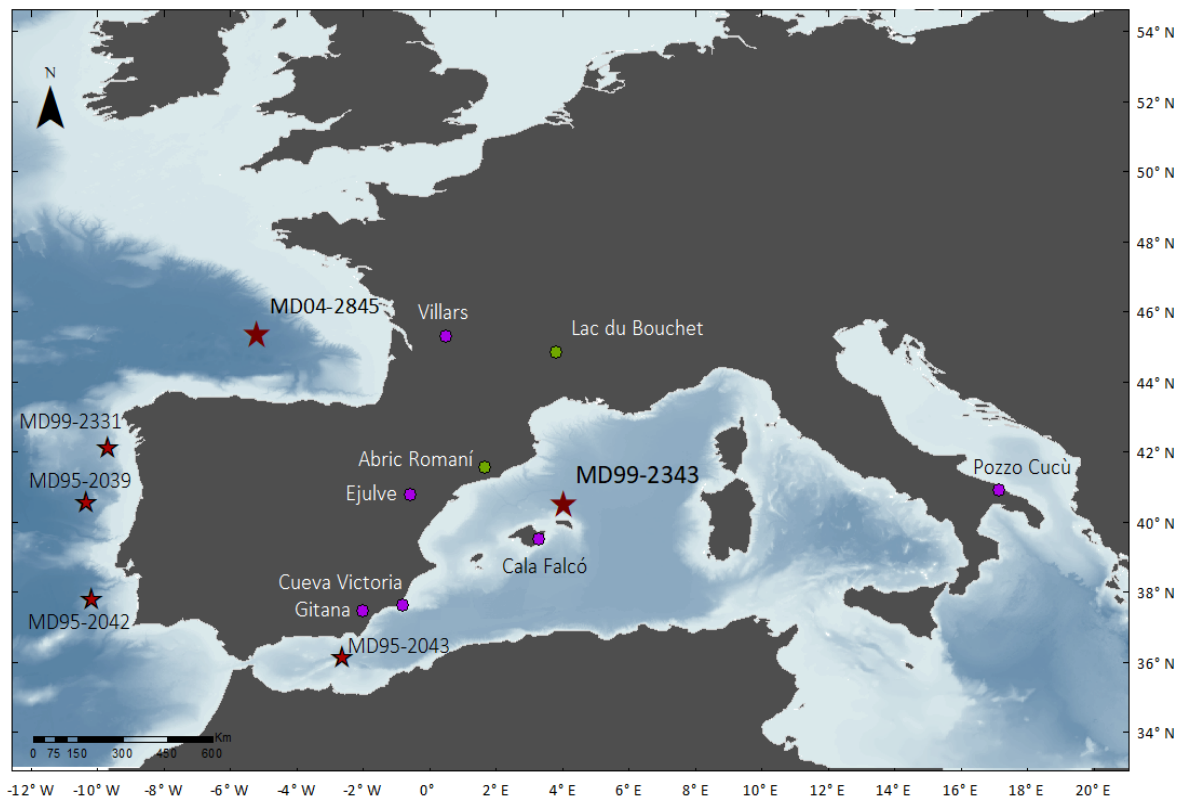 54° N
N
52° N
50° N
48° N
MD04-2845
Villars
46° N
Lac du Bouchet
44° N
MD99-2331
42° N
Abric Romaní
MD99-2343
Pozzo Cucù
MD95-2039
Ejulve
40° N
Cala Falcó
Cueva Victoria
38° N
Gitana
MD95-2042
MD95-2043
36° N
Km
34° N
0 75 150 300 450 600
-12° W -10° W -8° W -6° W -4° W -2° W 0° 2° E 4° E 6° E 8° E 10° E 12° E 14° E 16° E 18° E 20° E